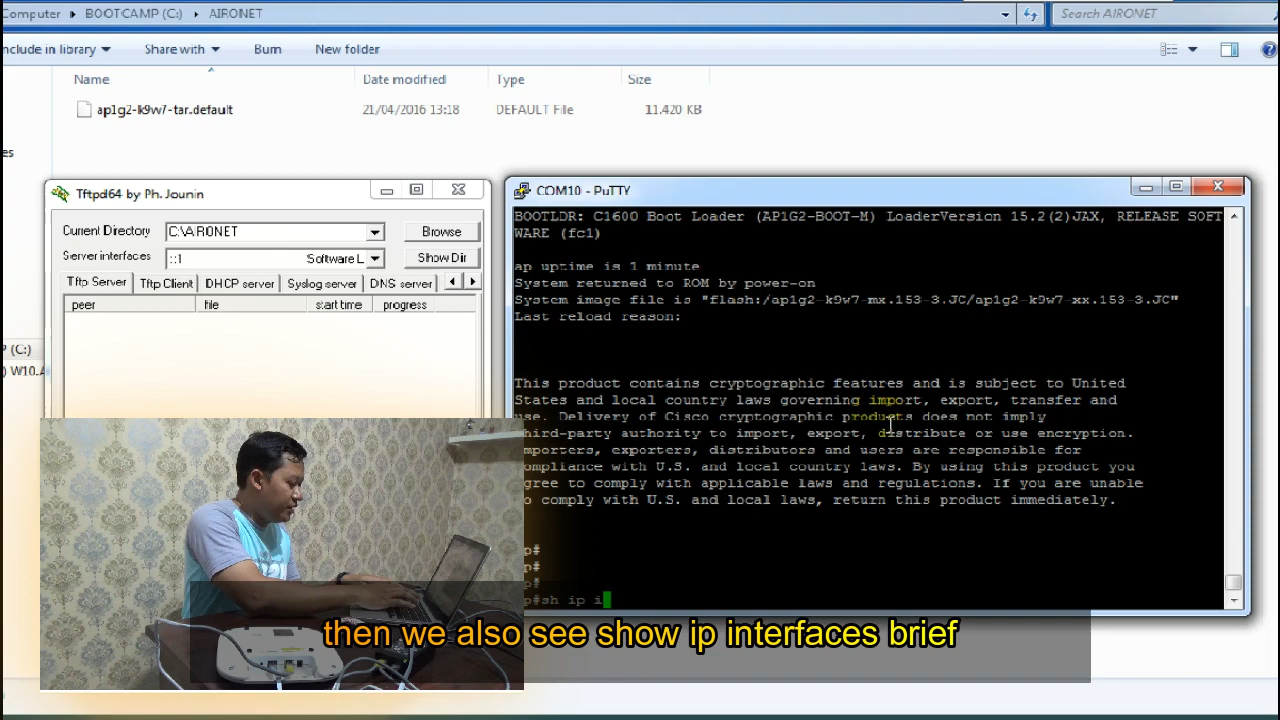 Computer ▸ BOOTCAMP (C:) ▸ AIRONET
Search AIRONET
nclude in library
Share with
Burn
New folder
Name
Date modified
Type
Size
ap1g2-k9w7-tar.default
21/04/2016 13:18
DEFAULT File
11.420 KB
es
P (C:)
) W10.A
Tftpd64 by Ph. Jounin
Current Directory
C:\AIRONET
Browse
Server interfaces
::1
Software L
Show Dir
Tftp Server
Tftp Client
DHCP server
Syslog server
DNS server
peer
file
start time
progress
COM10 - PuTTY
BOOTLDR: C1600 Boot Loader (AP1G2-BOOT-M) LoaderVersion 15.2(2)JAX, RELEASE SOFT
WARE (fc1)
ap uptime is 1 minute
System returned to ROM by power-on
System image file is "flash:/ap1g2-k9w7-mx.153-3.JC/ap1g2-k9w7-xx.153-3.JC"
Last reload reason:
This product contains cryptographic features and is subject to United
States and local country laws governing import, export, transfer and
use. Delivery of Cisco cryptographic products does not imply
third-party authority to import, export, distribute or use encryption.
mporters, exporters, distributors and users are responsible for
ompliance with U.S. and local country laws. By using this product you
gree to comply with applicable laws and regulations. If you are unable
o comply with U.S. and local laws, return this product immediately.
p#
p#
p#
p#sh ip i
then we also see show ip interfaces brief